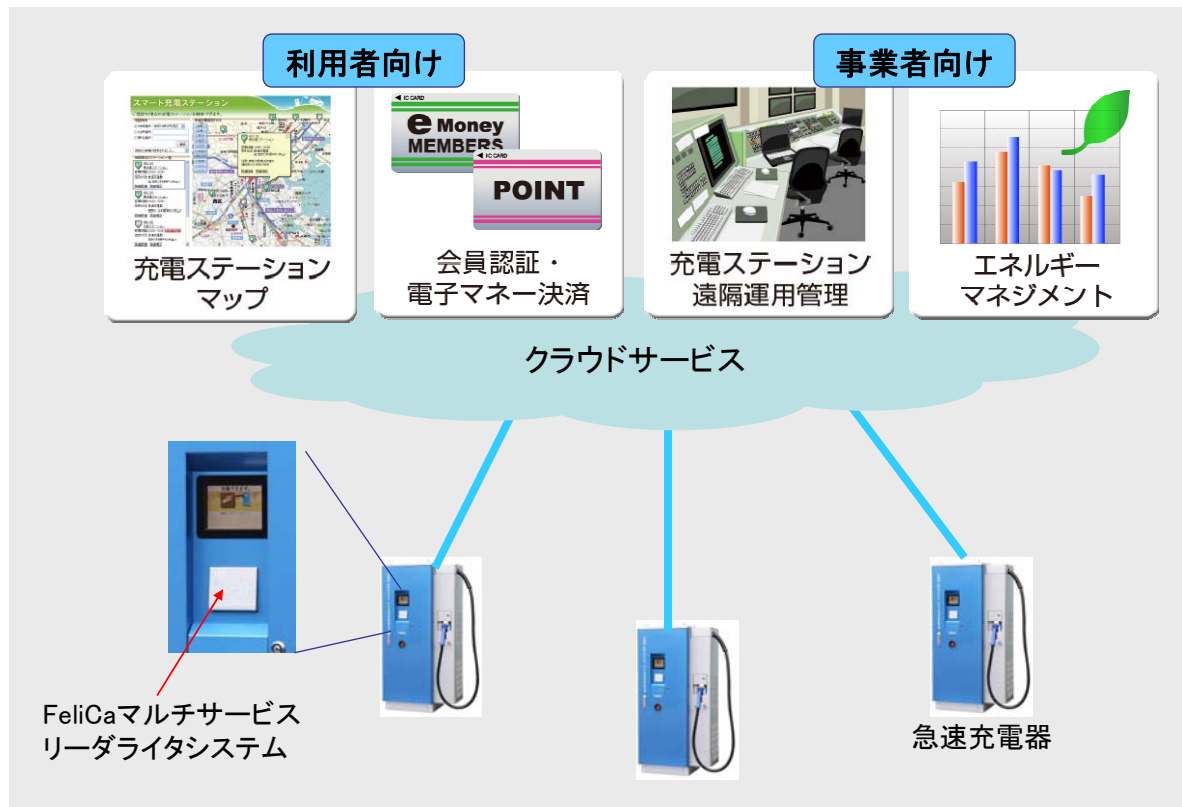 利用者向け
事業者向け
スマート充電ステーション
IC CARD
e Money
MEMBERS
IC CARD
POINT
充電ステーション
マップ
会員認証・
電子マネー決済
充電ステーション
遠隔運用管理
エネルギー
マネジメント
クラウドサービス
FeliCaマルチサービス
リーダライタシステム
急速充電器